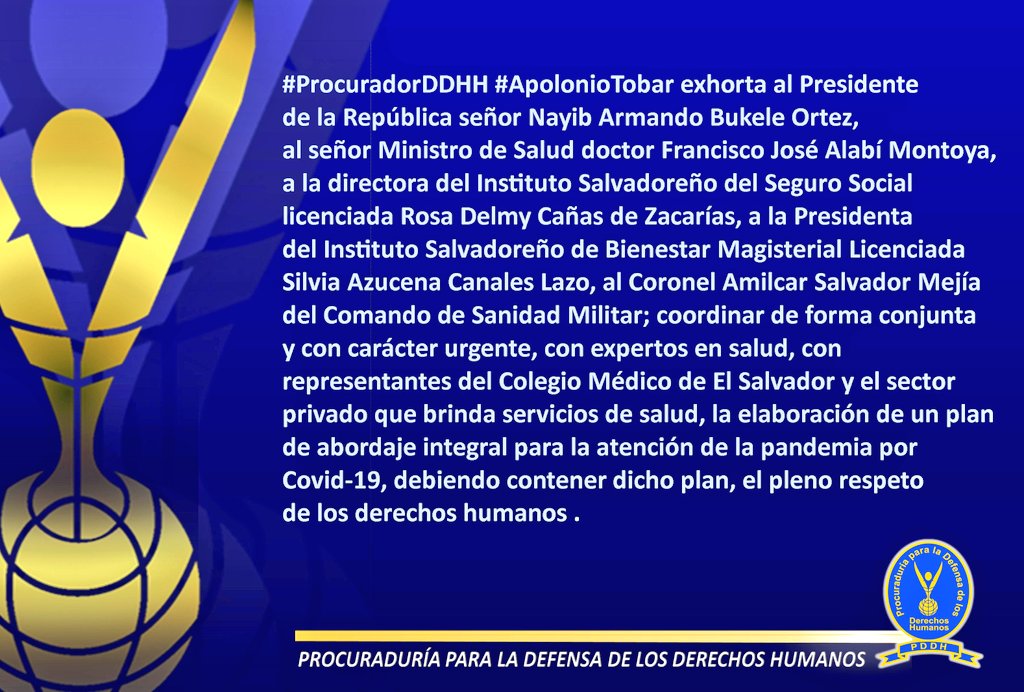 #ProcuradorDDHH #ApolonioTobar exhorta al Presidente
de la República señor Nayib Armando Bukele Ortez,
al señor Ministro de Salud doctor Francisco José Alabí Montoya,
a la directora del Instituto Salvadoreño del Seguro Social
licenciada Rosa Delmy Cañas de Zacarías, a la Presidenta
del Instituto Salvadoreño de Bienestar Magisterial Licenciada
Silvia Azucena Canales Lazo, al Coronel Amilcar Salvador Mejía
del Comando de Sanidad Militar; coordinar de forma conjunta
y con carácter urgente, con expertos en salud, con
representantes del Colegio Médico de El Salvador y el sector
privado que brinda servicios de salud, la elaboración de un plan
de abordaje integral para la atención de la pandemia por
Covid-19, debiendo contener dicho plan, el pleno respeto
de los derechos humanos .
Procuraduría para la Defensa de los
Derechos
Humanos
PDDH
PROCURADURÍA PARA LA DEFENSA DE LOS DERECHOS HUMANOS